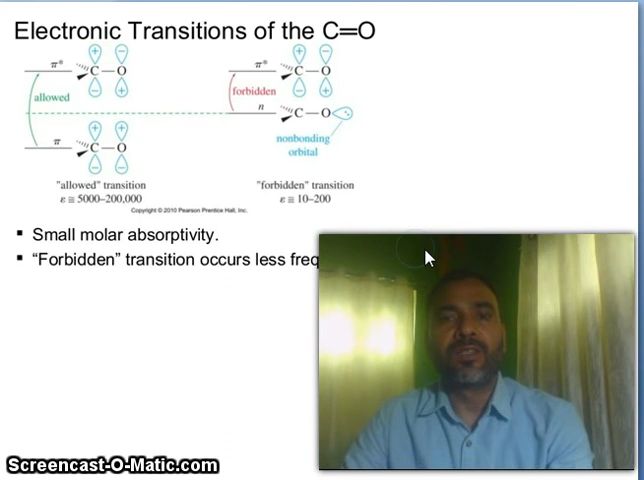 Electronic Transitions of the C=O
π*
C—O
+
−
−
+
allowed
π
C—O
+
+
−
−
"allowed" transition
ε ≅ 5000–200,000
π*
C—O
+
−
−
+
forbidden
n
C—O
nonbonding
orbital
"forbidden" transition
ε ≅ 10–200
Copyright © 2010 Pearson Prentice Hall, Inc.
▪ Small molar absorptivity.
▪ “Forbidden” transition occurs less freq
Screencast-O-Matic.com